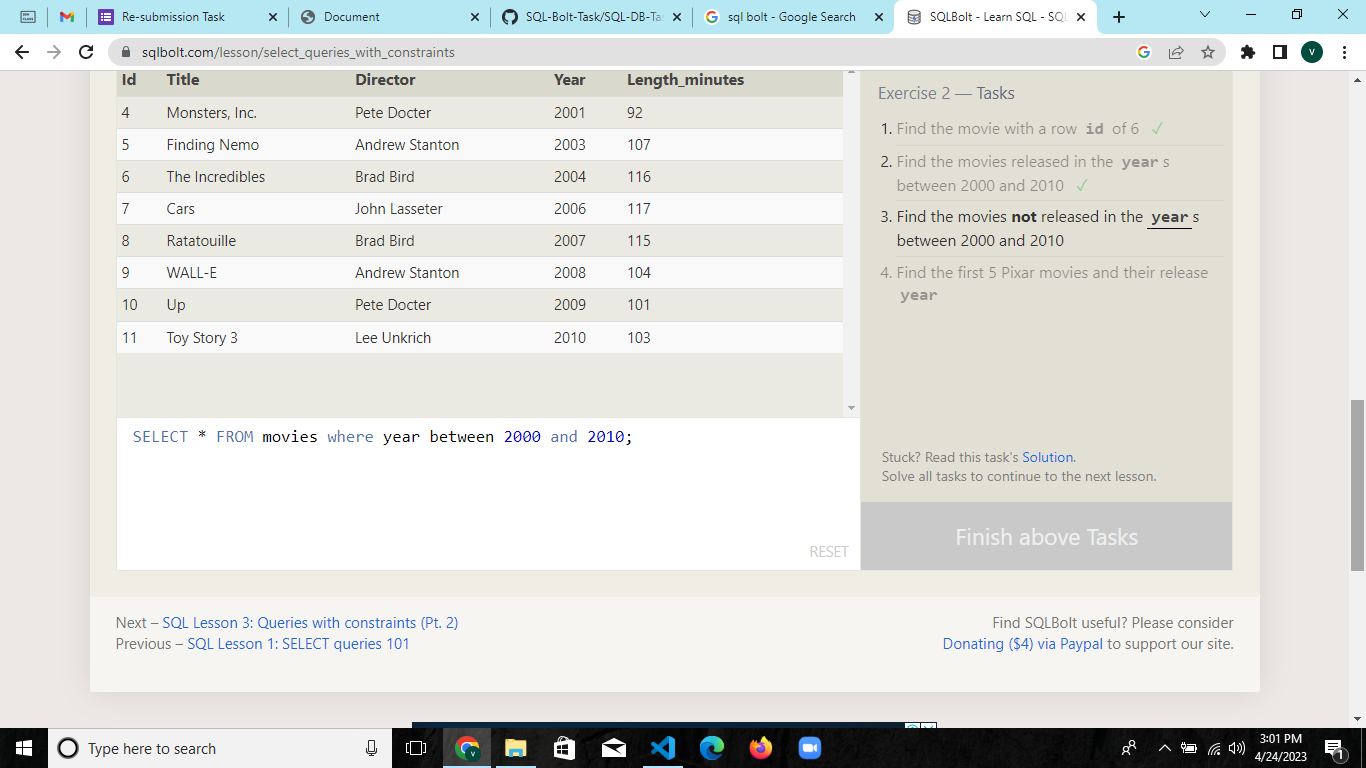 Re-submission Task
Document
SQL-Bolt-Task/SQL-DB-Ta
sql bolt - Google Search
SQLBolt - Learn SQL - SQ
sqlbolt.com/lesson/select_queries_with_constraints
V
Id Title Director Year Length_minutes
4 Monsters, Inc. Pete Docter 2001 92
5 Finding Nemo Andrew Stanton 2003 107
6 The Incredibles Brad Bird 2004 116
7 Cars John Lasseter 2006 117
8 Ratatouille Brad Bird 2007 115
9 WALL-E Andrew Stanton 2008 104
10 Up Pete Docter 2009 101
11 Toy Story 3 Lee Unkrich 2010 103
SELECT * FROM movies where year between 2000 and 2010;
RESET
Exercise 2 — Tasks
1. Find the movie with a row id of 6 ✓
2. Find the movies released in the year s
between 2000 and 2010 ✓
3. Find the movies not released in the year s
between 2000 and 2010
4. Find the first 5 Pixar movies and their release
year
Stuck? Read this task's Solution.
Solve all tasks to continue to the next lesson.
Finish above Tasks
Next – SQL Lesson 3: Queries with constraints (Pt. 2)
Previous – SQL Lesson 1: SELECT queries 101
Find SQLBolt useful? Please consider
Donating ($4) via Paypal to support our site.
Type here to search
3:01 PM
4/24/2023
1